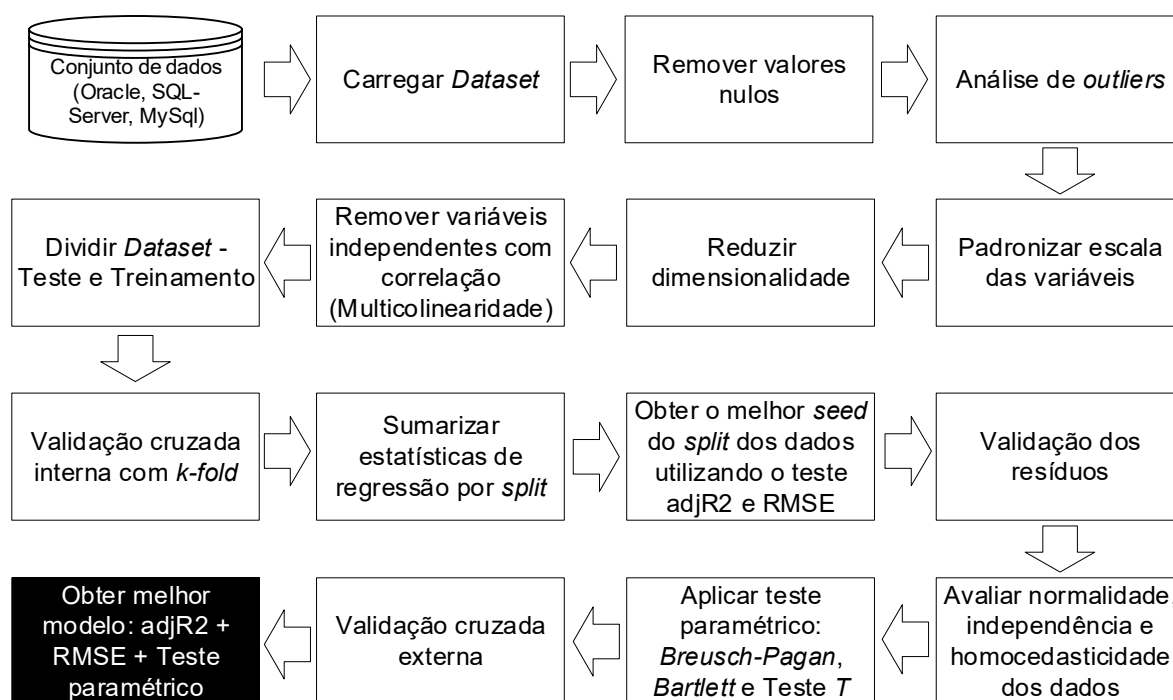 Conjunto de dados
(Oracle, SQL-
Server, MySql)
Carregar Dataset
Remover valores
nulos
Análise de outliers
Padronizar escala
das variáveis
Reduzir
dimensionalidade
Remover variáveis
independentes com
correlação
(Multicolinearidade)
Dividir Dataset -
Teste e Treinamento
Validação cruzada
interna com k-fold
Sumarizar
estatísticas de
regressão por split
Obter o melhor seed
do split dos dados
utilizando o teste
adjR2 e RMSE
Validação dos
resíduos
Avaliar normalidade,
independência e
homocedasticidade
dos dados
Aplicar teste
paramétrico:
Breusch-Pagan,
Bartlett e Teste T
Validação cruzada
externa
Obter melhor
modelo: adjR2 +
RMSE + Teste
paramétrico